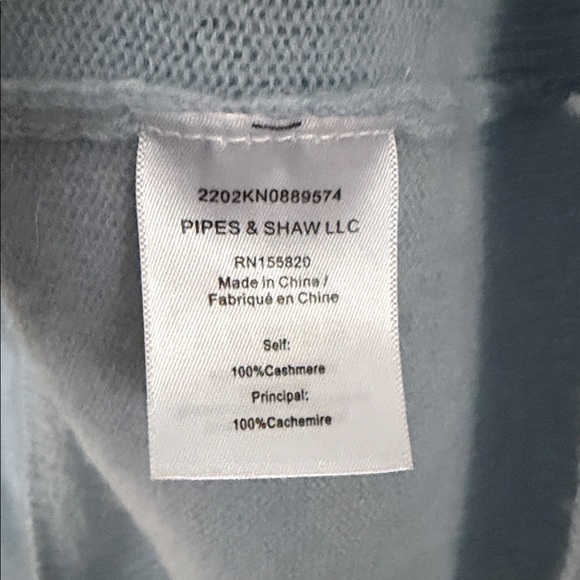 2202KN0889574
PIPES & SHAW LLC
RN155820
Made in China /
Fabriqué en Chine
Self:
100%Cashmere
Principal:
100%Cachemire